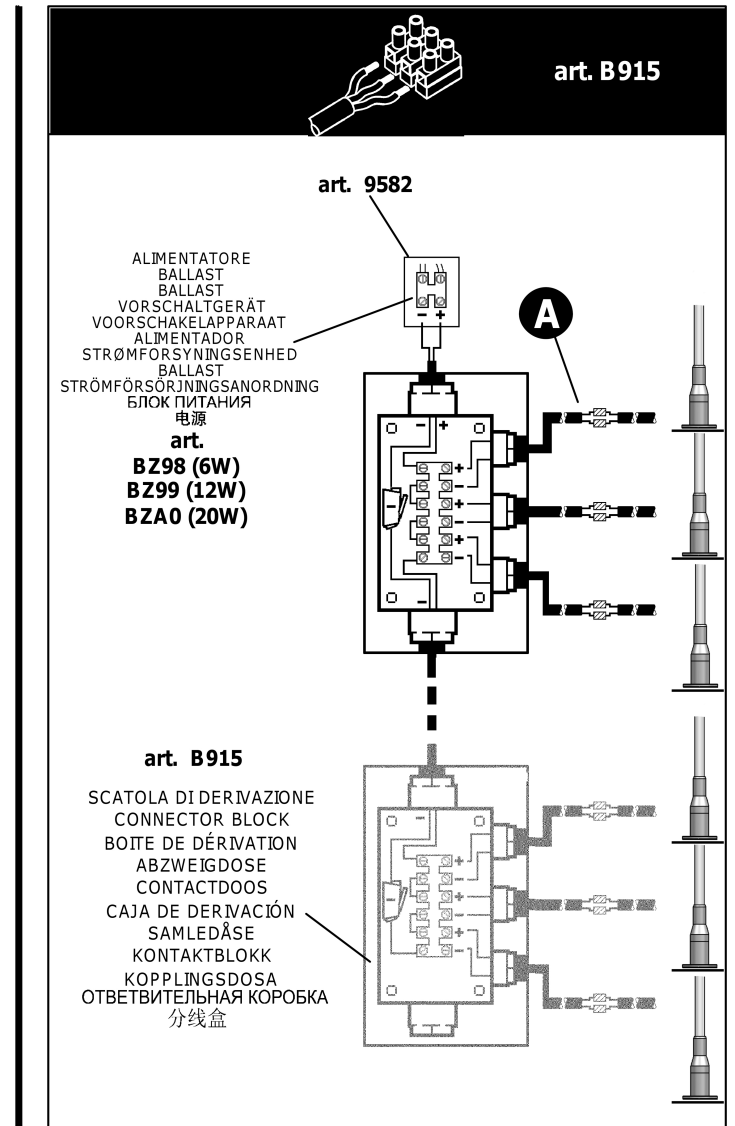 art. B915
art. 9582
ALIMENTATORE
BALLAST
BALLAST
VORSCHALTGERÄT
VOORSCHAKELAPPARAAT
ALIMENTADOR
STRØMFORSYNINGSENHED
BALLAST
STRÖMFÖRSÖRJNINGSANORDNING
БЛОК ПИТАНИЯ
电源
art.
BZ98 (6W)
BZ99 (12W)
BZA0 (20W)
- +
A
- +
+
-
+
-
+
-
-
art. B915
SCATOLA DI DERIVAZIONE
CONNECTOR BLOCK
BOITE DE DÉRIVATION
ABZWEIGDOSE
CONTACTDOOS
CAJA DE DERIVACIÓN
SAMLEDÅSE
KONTAKTBLOKK
KOPPLINGSDOSA
ОТВЕТВИТЕЛЬНАЯ КОРОБКА
分线盒
-
+
-
+
-
+
-